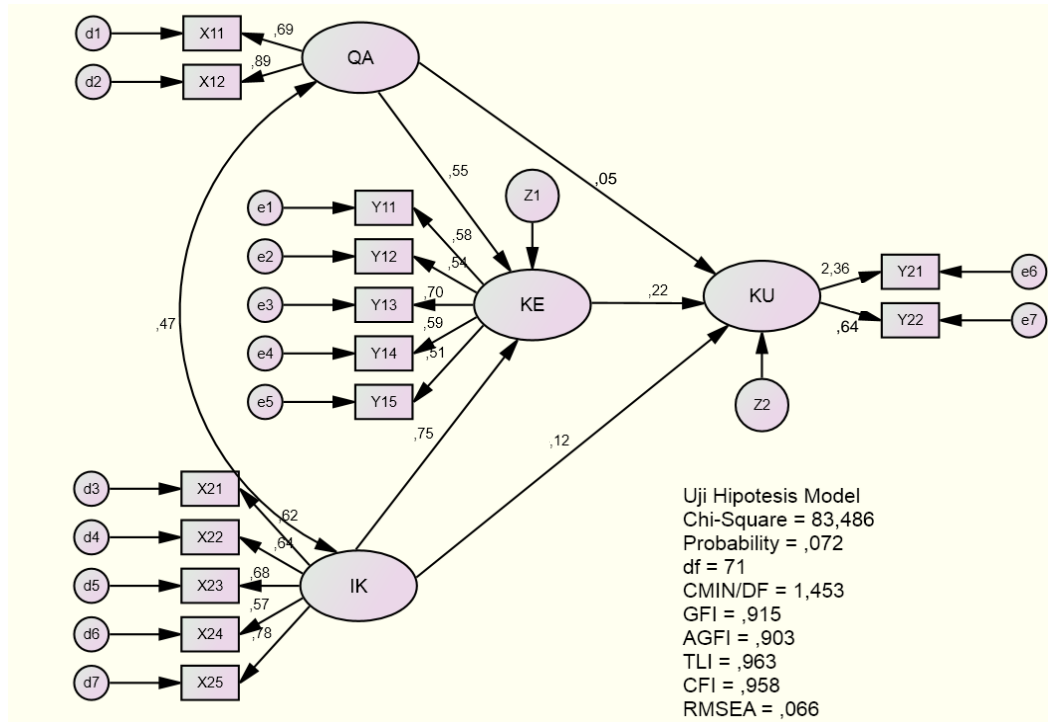 d1
X11
,69
QA
d2
X12
,89
,47
,55
,05
Z1
e1
Y11
,58
e2
Y12
,54
e3
Y13
,70
KE
,22
KU
2,36
Y21
e6
e4
Y14
,59
,64
Y22
e7
e5
Y15
,51
Z2
,75
,12
d3
X21
,62
d4
X22
,64
d5
X23
,68
IK
d6
X24
,57
d7
X25
,78
Uji Hipotesis Model
Chi-Square = 83,486
Probability = ,072
df = 71
CMIN/DF = 1,453
GFI = ,915
AGFI = ,903
TLI = ,963
CFI = ,958
RMSEA = ,066